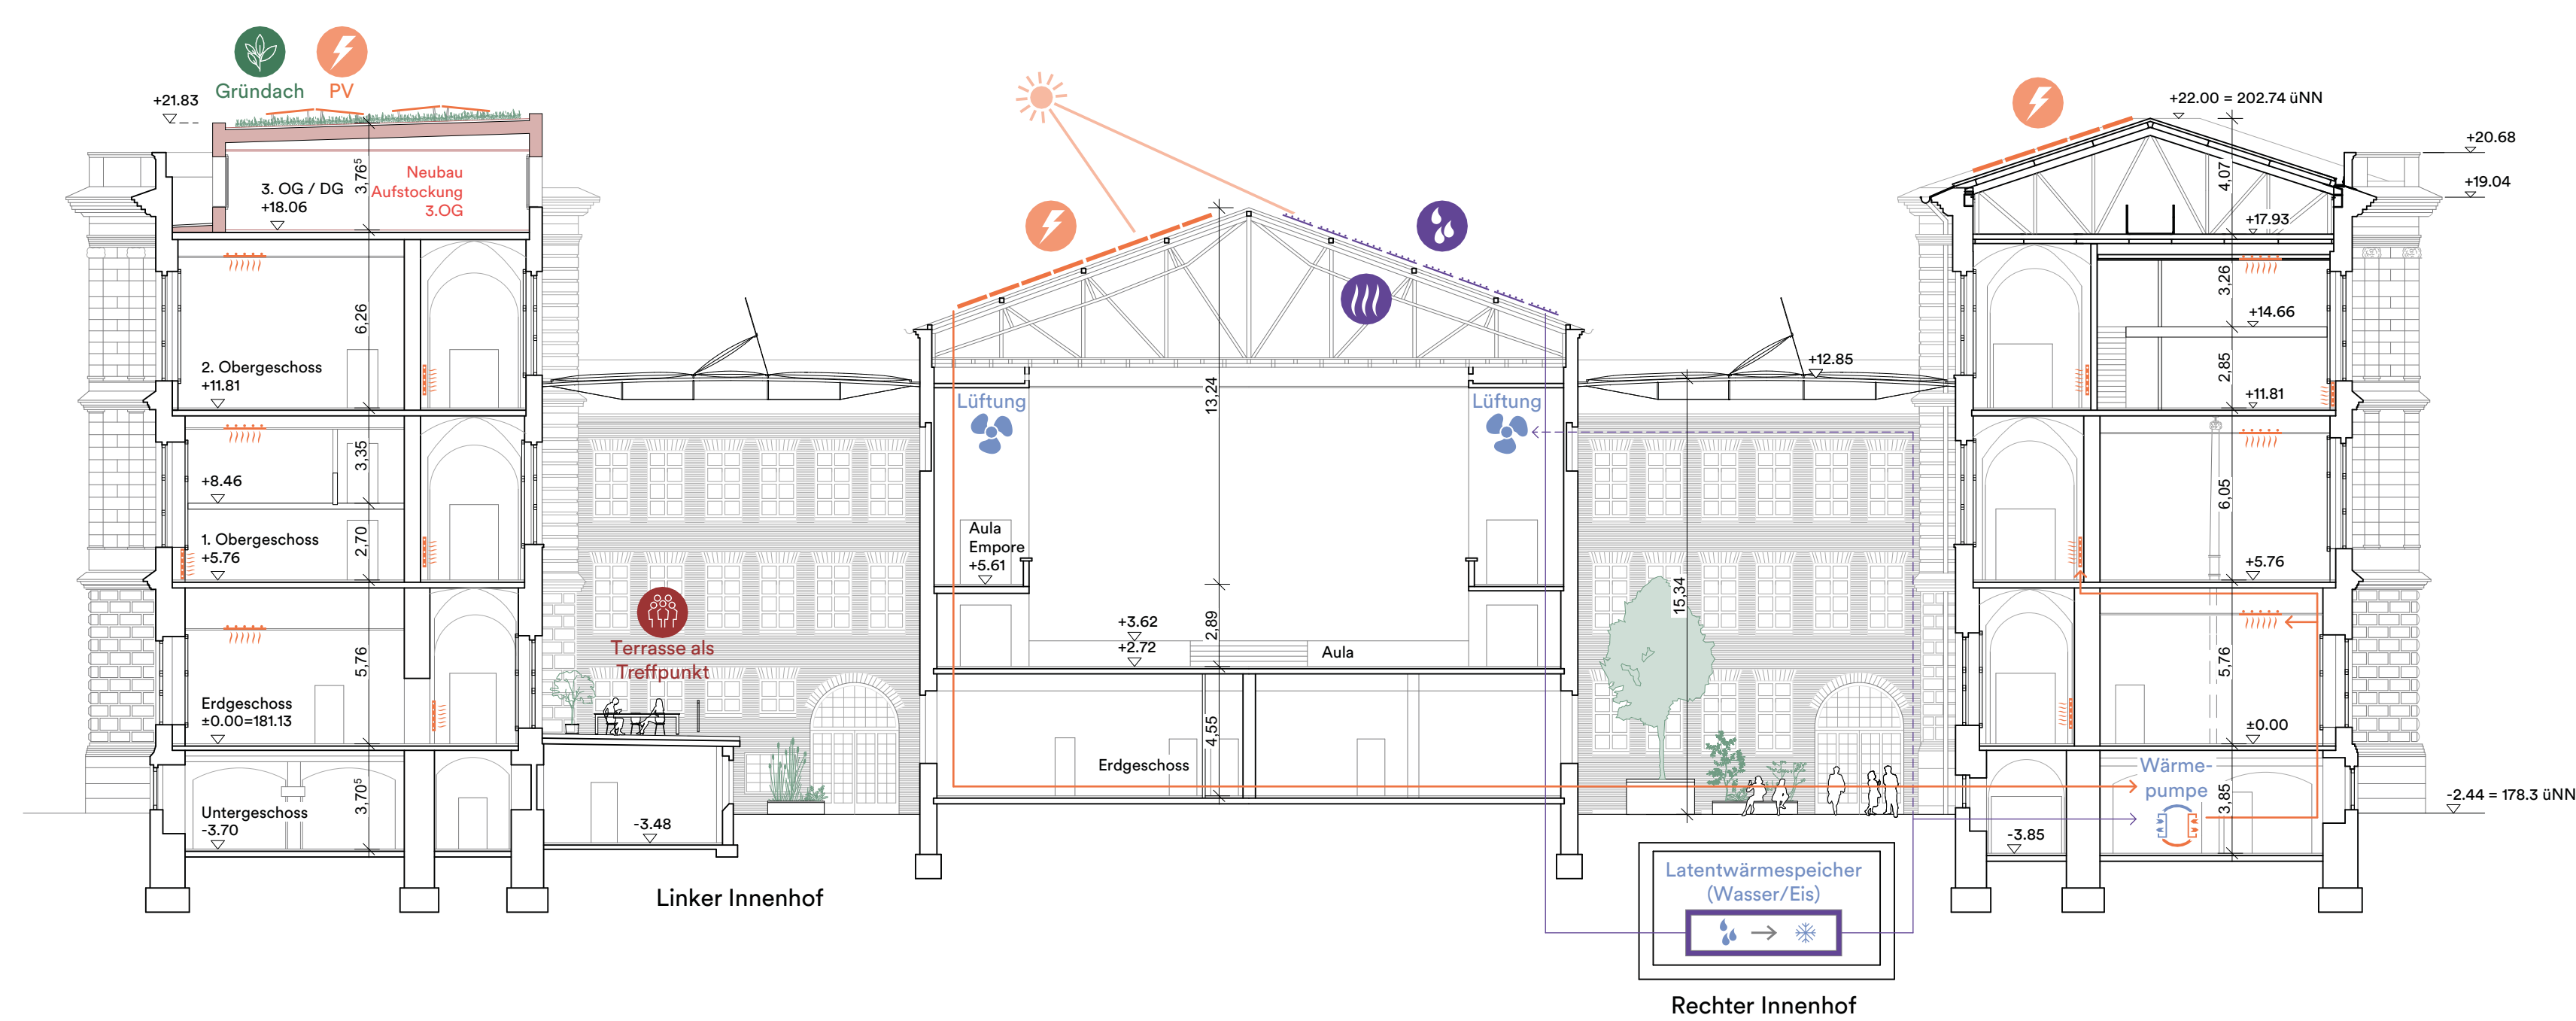 Gründach
PV
+21.83
3. OG / DG
+18.06
3,76⁵
Neubau
Aufstockung
3.OG
6,26
2. Obergeschoss
+11.81
3,35
+8.46
1. Obergeschoss
+5.76
2,70
5,76
Erdgeschoss
±0.00=181.13
Untergeschoss
-3.70
3,70⁵
-3.48
Terrasse als
Treffpunkt
Linker Innenhof
Lüftung
13,24
Lüftung
Aula
Empore
+5.61
+3.62
+2.72
2,89
Aula
4,55
Erdgeschoss
+12.85
15,34
Latentwärmespeicher
(Wasser/Eis)
Rechter Innenhof
+22.00 = 202.74 üNN
+20.68
+19.04
4,07
+17.93
3,26
+14.66
2,85
+11.81
6,05
+5.76
5,76
±0.00
Wärme-
pumpe
3,85
-3.85
-2.44 = 178.3 üNN